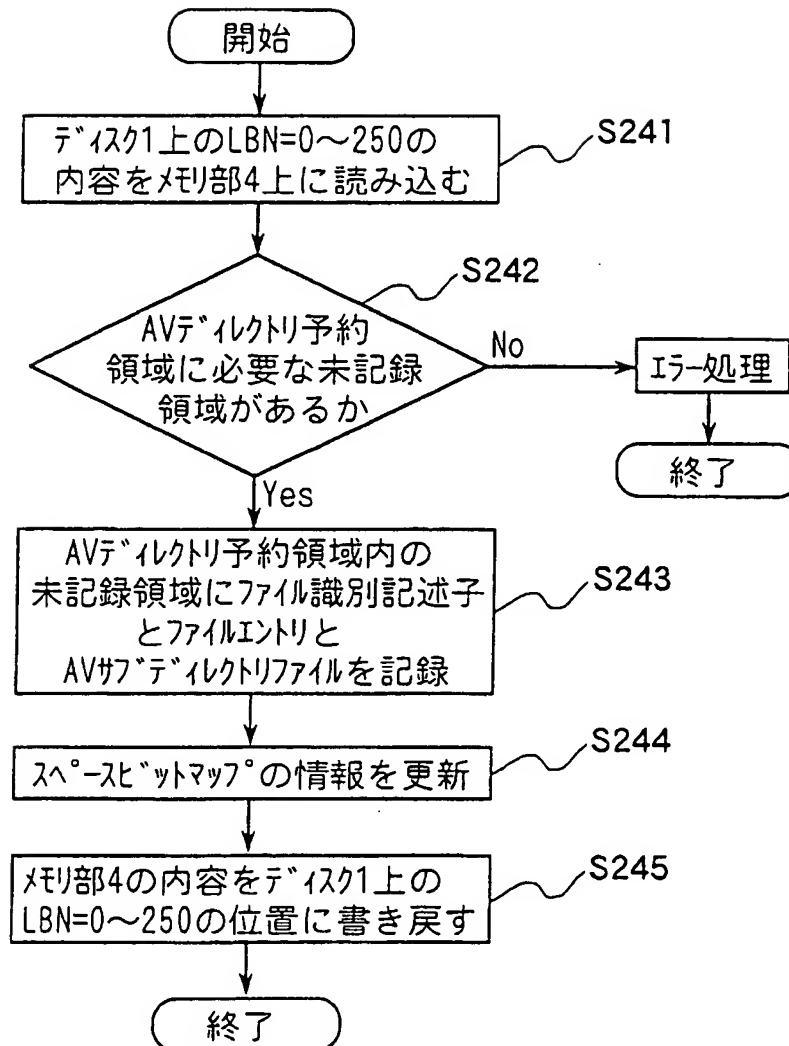 開始
ディスク1上のLBN=0〜250の
内容をメモリ部4上に読み込む
S241
S242
AVディレクトリ予約
領域に必要な未記録
領域があるか
No
エラー処理
終了
Yes
AVディレクトリ予約領域内の
未記録領域にファイル識別記述子
とファイルエントリと
AVサブディレクトリファイルを記録
S243
スペースビットマップの情報を更新
S244
メモリ部4の内容をディスク1上の
LBN=0〜250の位置に書き戻す
S245
終了